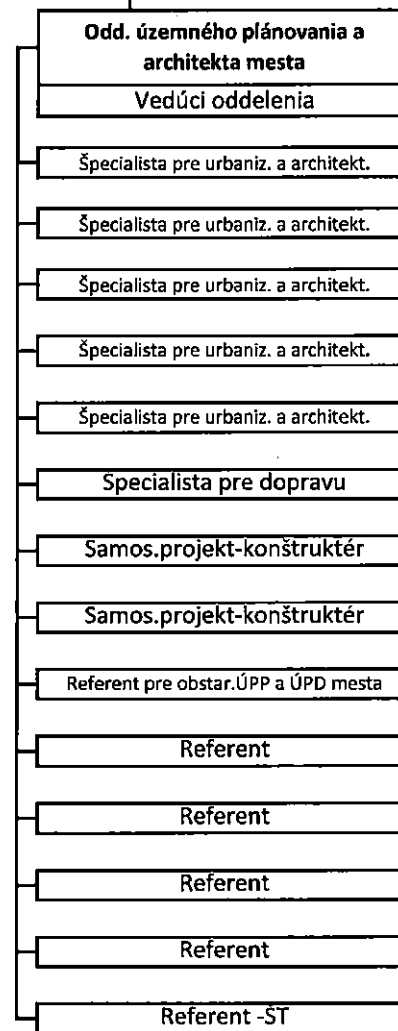 Odd. územného plánovania a
architekta mesta
Vedúci oddelenia
Špecialista pre urbaniz. a architekt.
Špecialista pre urbaniz. a architekt.
Špecialista pre urbaniz. a architekt.
Špecialista pre urbaniz. a architekt.
Špecialista pre urbaniz. a architekt.
Špecialista pre dopravu
Samos.projekt-konštruktér
Samos.projekt-konštruktér
Referent pre obstar.ÚPP a ÚPD mesta
Referent
Referent
Referent
Referent
Referent -ŠT